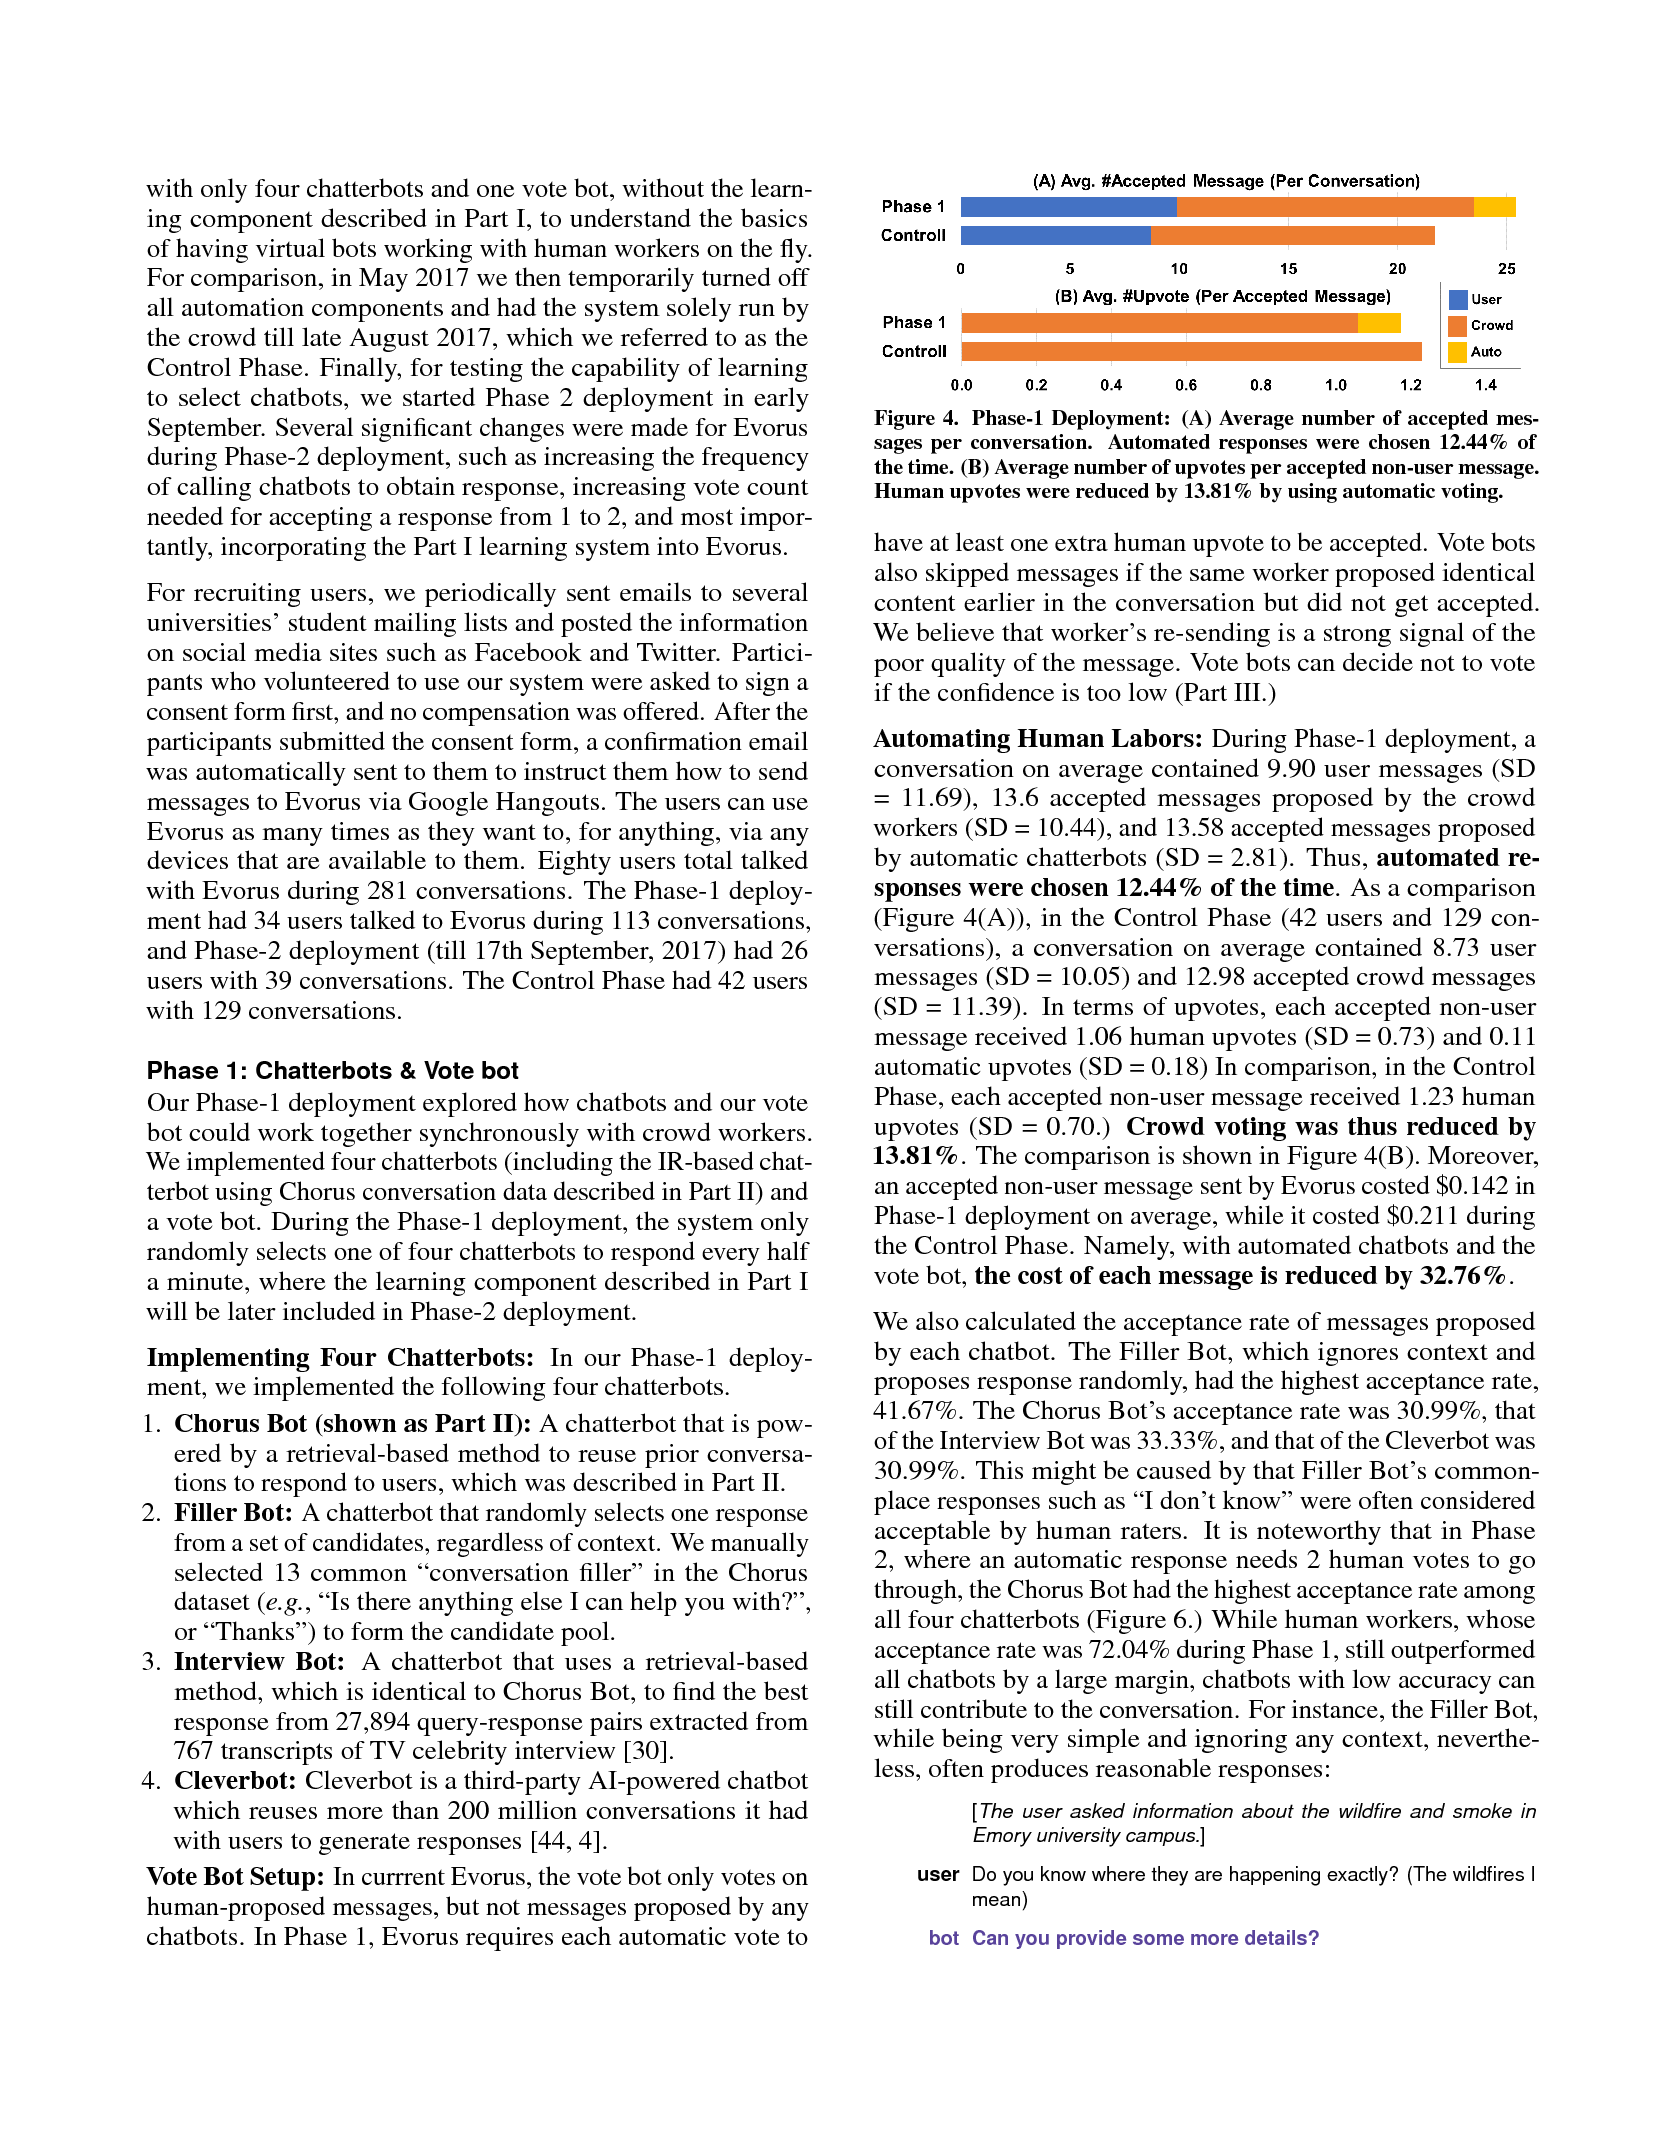 with only four chatterbots and one vote bot, without the learn-
ing component described in Part I, to understand the basics
of having virtual bots working with human workers on the fly.
For comparison, in May 2017 we then temporarily turned off
all automation components and had the system solely run by
the crowd till late August 2017, which we referred to as the
Control Phase. Finally, for testing the capability of learning
to select chatbots, we started Phase 2 deployment in early
September. Several significant changes were made for Evorus
during Phase-2 deployment, such as increasing the frequency
of calling chatbots to obtain response, increasing vote count
needed for accepting a response from 1 to 2, and most impor-
tantly, incorporating the Part I learning system into Evorus.
For recruiting users, we periodically sent emails to several
universities' student mailing lists and posted the information
on social media sites such as Facebook and Twitter. Partici-
pants who volunteered to use our system were asked to sign a
consent form first, and no compensation was offered. After the
participants submitted the consent form, a confirmation email
was automatically sent to them to instruct them how to send
messages to Evorus via Google Hangouts. The users can use
Evorus as many times as they want to, for anything, via any
devices that are available to them. Eighty users total talked
with Evorus during 281 conversations. The Phase-1 deploy-
ment had 34 users talked to Evorus during 113 conversations,
and Phase-2 deployment (till 17th September, 2017) had 26
users with 39 conversations. The Control Phase had 42 users
with 129 conversations.
Phase 1: Chatterbots & Vote bot
Our Phase-1 deployment explored how chatbots and our vote
bot could work together synchronously with crowd workers.
We implemented four chatterbots (including the IR-based chat-
terbot using Chorus conversation data described in Part II) and
a vote bot. During the Phase-1 deployment, the system only
randomly selects one of four chatterbots to respond every half
a minute, where the learning component described in Part I
will be later included in Phase-2 deployment.
Implementing Four Chatterbots: In our Phase-1 deploy-
ment, we implemented the following four chatterbots.
1. Chorus Bot (shown as Part II): A chatterbot that is pow-
ered by a retrieval-based method to reuse prior conversa-
tions to respond to users, which was described in Part II.
2. Filler Bot: A chatterbot that randomly selects one response
from a set of candidates, regardless of context. We manually
selected 13 common “conversation filler” in the Chorus
dataset (e.g., “Is there anything else I can help you with?”,
or “Thanks”) to form the candidate pool.
3. Interview Bot: A chatterbot that uses a retrieval-based
method, which is identical to Chorus Bot, to find the best
response from 27,894 query-response pairs extracted from
767 transcripts of TV celebrity interview [30].
4. Cleverbot: Cleverbot is a third-party AI-powered chatbot
which reuses more than 200 million conversations it had
with users to generate responses [44, 4].
Vote Bot Setup: In currrent Evorus, the vote bot only votes on
human-proposed messages, but not messages proposed by any
chatbots. In Phase 1, Evorus requires each automatic vote to
(A) Avg. #Accepted Message (Per Conversation)
Phase 1
Controll
0 5 10 15 20 25
(B) Avg. #Upvote (Per Accepted Message)
Phase 1
Controll
0.0 0.2 0.4 0.6 0.8 1.0 1.2 1.4
User
Crowd
Auto
Figure 4. Phase-1 Deployment: (A) Average number of accepted mes-
sages per conversation. Automated responses were chosen 12.44% of
the time. (B) Average number of upvotes per accepted non-user message.
Human upvotes were reduced by 13.81% by using automatic voting.
have at least one extra human upvote to be accepted. Vote bots
also skipped messages if the same worker proposed identical
content earlier in the conversation but did not get accepted.
We believe that worker's re-sending is a strong signal of the
poor quality of the message. Vote bots can decide not to vote
if the confidence is too low (Part III.)
Automating Human Labors: During Phase-1 deployment, a
conversation on average contained 9.90 user messages (SD
= 11.69), 13.6 accepted messages proposed by the crowd
workers (SD = 10.44), and 13.58 accepted messages proposed
by automatic chatterbots (SD = 2.81). Thus, automated re-
sponses were chosen 12.44% of the time. As a comparison
(Figure 4(A)), in the Control Phase (42 users and 129 con-
versations), a conversation on average contained 8.73 user
messages (SD = 10.05) and 12.98 accepted crowd messages
(SD = 11.39). In terms of upvotes, each accepted non-user
message received 1.06 human upvotes (SD = 0.73) and 0.11
automatic upvotes (SD = 0.18) In comparison, in the Control
Phase, each accepted non-user message received 1.23 human
upvotes (SD = 0.70.) Crowd voting was thus reduced by
13.81%. The comparison is shown in Figure 4(B). Moreover,
an accepted non-user message sent by Evorus costed $0.142 in
Phase-1 deployment on average, while it costed $0.211 during
the Control Phase. Namely, with automated chatbots and the
vote bot, the cost of each message is reduced by 32.76%.
We also calculated the acceptance rate of messages proposed
by each chatbot. The Filler Bot, which ignores context and
proposes response randomly, had the highest acceptance rate,
41.67%. The Chorus Bot's acceptance rate was 30.99%, that
of the Interview Bot was 33.33%, and that of the Cleverbot was
30.99%. This might be caused by that Filler Bot's common-
place responses such as “I don't know” were often considered
acceptable by human raters. It is noteworthy that in Phase
2, where an automatic response needs 2 human votes to go
through, the Chorus Bot had the highest acceptance rate among
all four chatterbots (Figure 6.) While human workers, whose
acceptance rate was 72.04% during Phase 1, still outperformed
all chatbots by a large margin, chatbots with low accuracy can
still contribute to the conversation. For instance, the Filler Bot,
while being very simple and ignoring any context, neverthe-
less, often produces reasonable responses:
[The user asked information about the wildfire and smoke in
Emory university campus.]
user Do you know where they are happening exactly? (The wildfires I
mean)
bot Can you provide some more details?